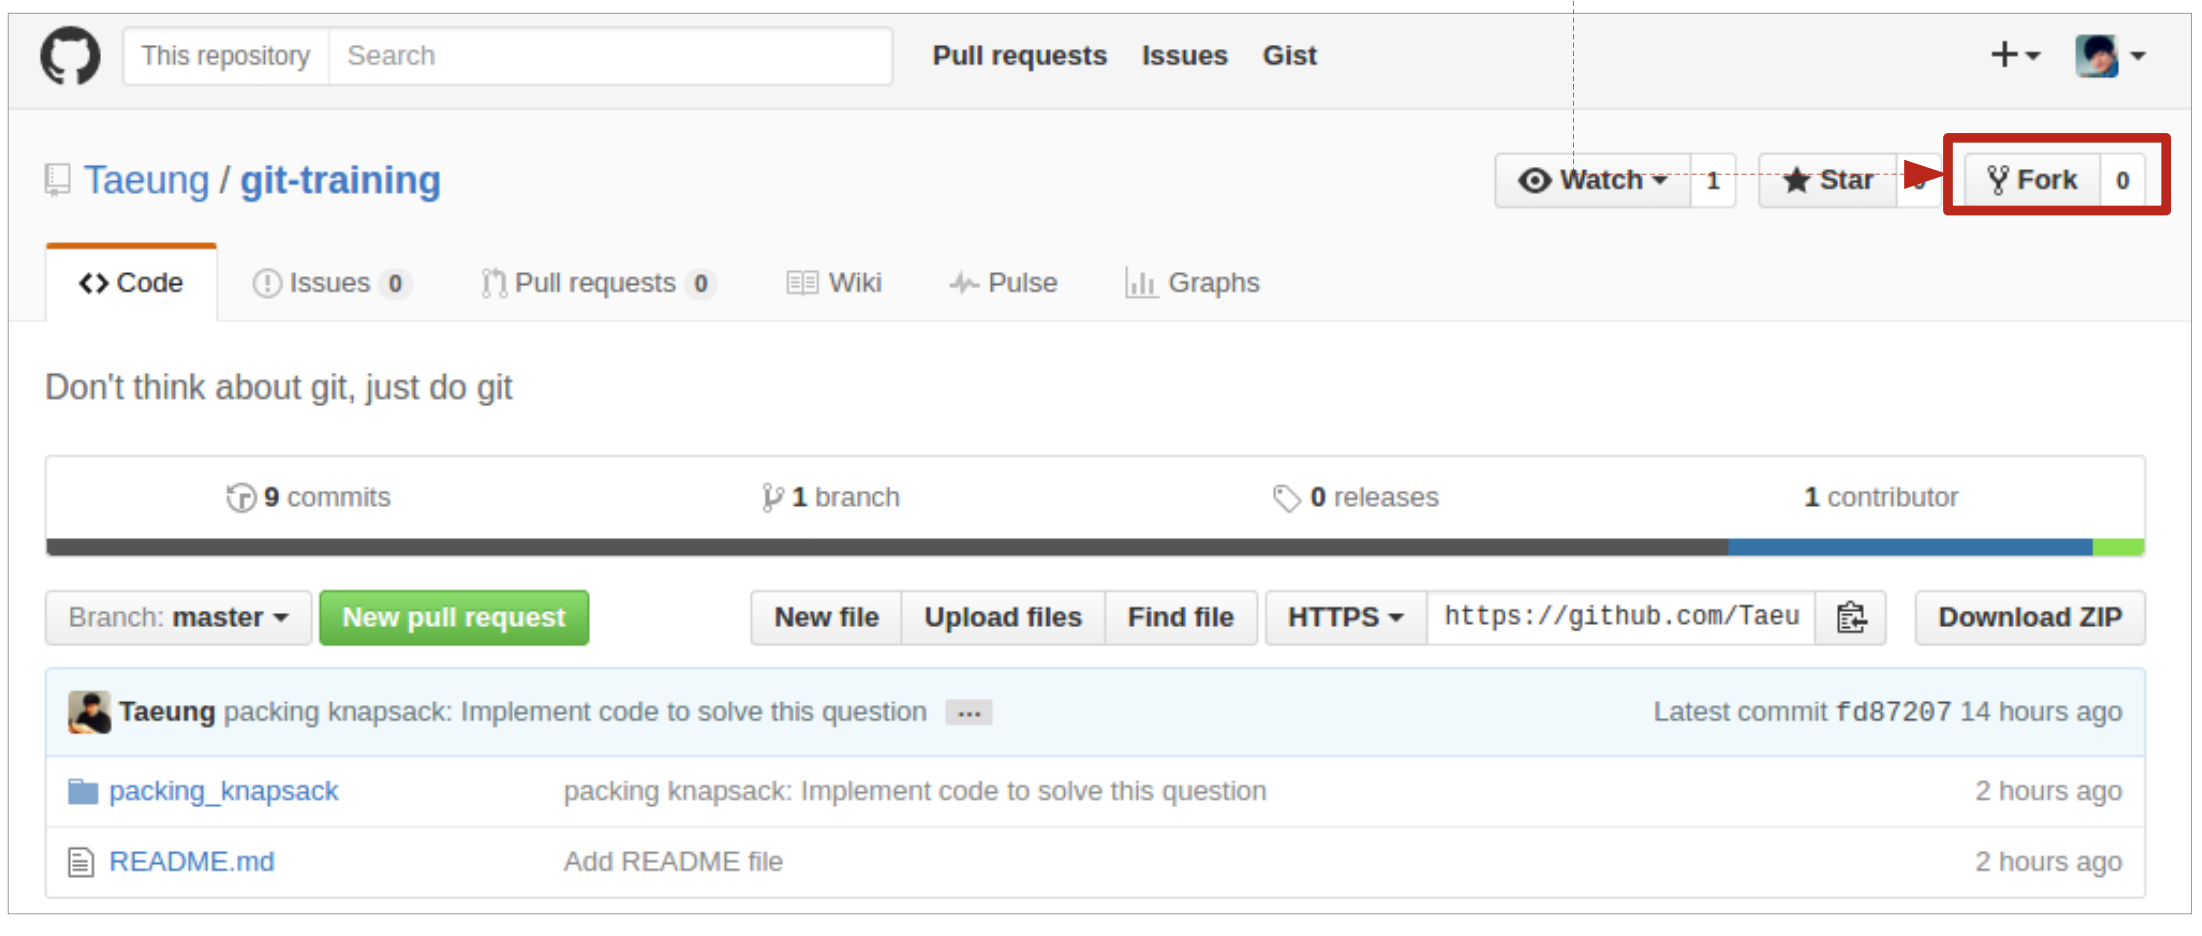 This repository Search Pull requests Issues Gist
Taeung / git-training Watch 1 Star Fork 0
Code Issues 0 Pull requests 0 Wiki Pulse Graphs
Don't think about git, just do git
9 commits 1 branch 0 releases 1 contributor
Branch: master New pull request New file Upload files Find file HTTPS https://github.com/Taeu Download ZIP
Taeung packing knapsack: Implement code to solve this question ... Latest commit fd87207 14 hours ago
packing_knapsack packing knapsack: Implement code to solve this question 2 hours ago
README.md Add README file 2 hours ago